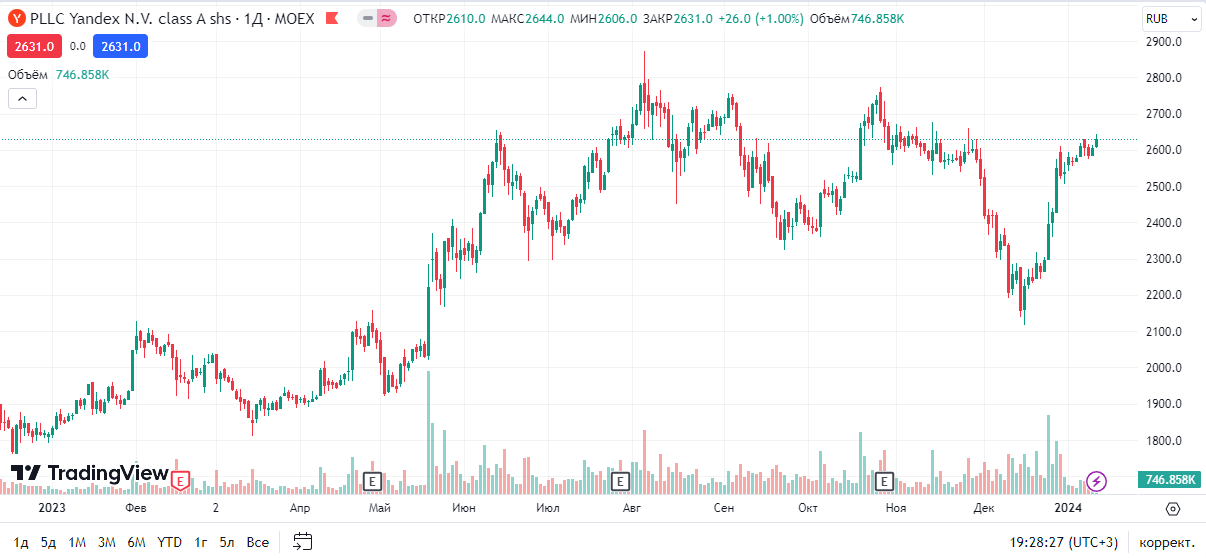 PLLC Yandex N.V. class A shs · 1Д · MOEX ОТКР2610.0 МАКС2644.0 МИН2606.0 ЗАКР2631.0 +26.0 (+1.00%) Объём746.858K
RUB
2631.0 0.0 2631.0
Объём 746.858K
2900.0
2800.0
2700.0
2600.0
2500.0
2400.0
2300.0
2200.0
2100.0
2000.0
1900.0
1800.0
TradingView
E E E E
746.858K
2023 Фев 2 Апр Май Июн Июл Авг Сен Окт Ноя Дек 2024
1д 5д 1М 3М 6М YTD 1г 5л Все 19:28:27 (UTC+3) коррект.